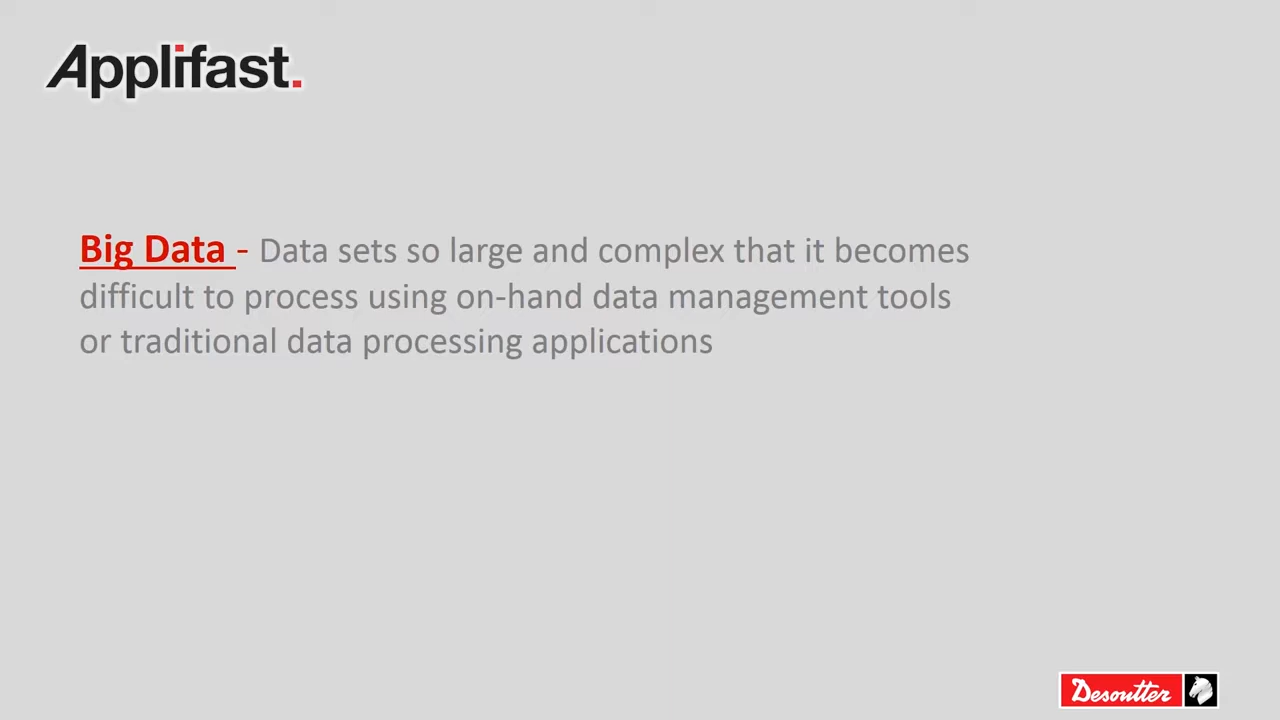 Applifast.
Big Data - Data sets so large and complex that it becomes
difficult to process using on-hand data management tools
or traditional data processing applications
Desoutter